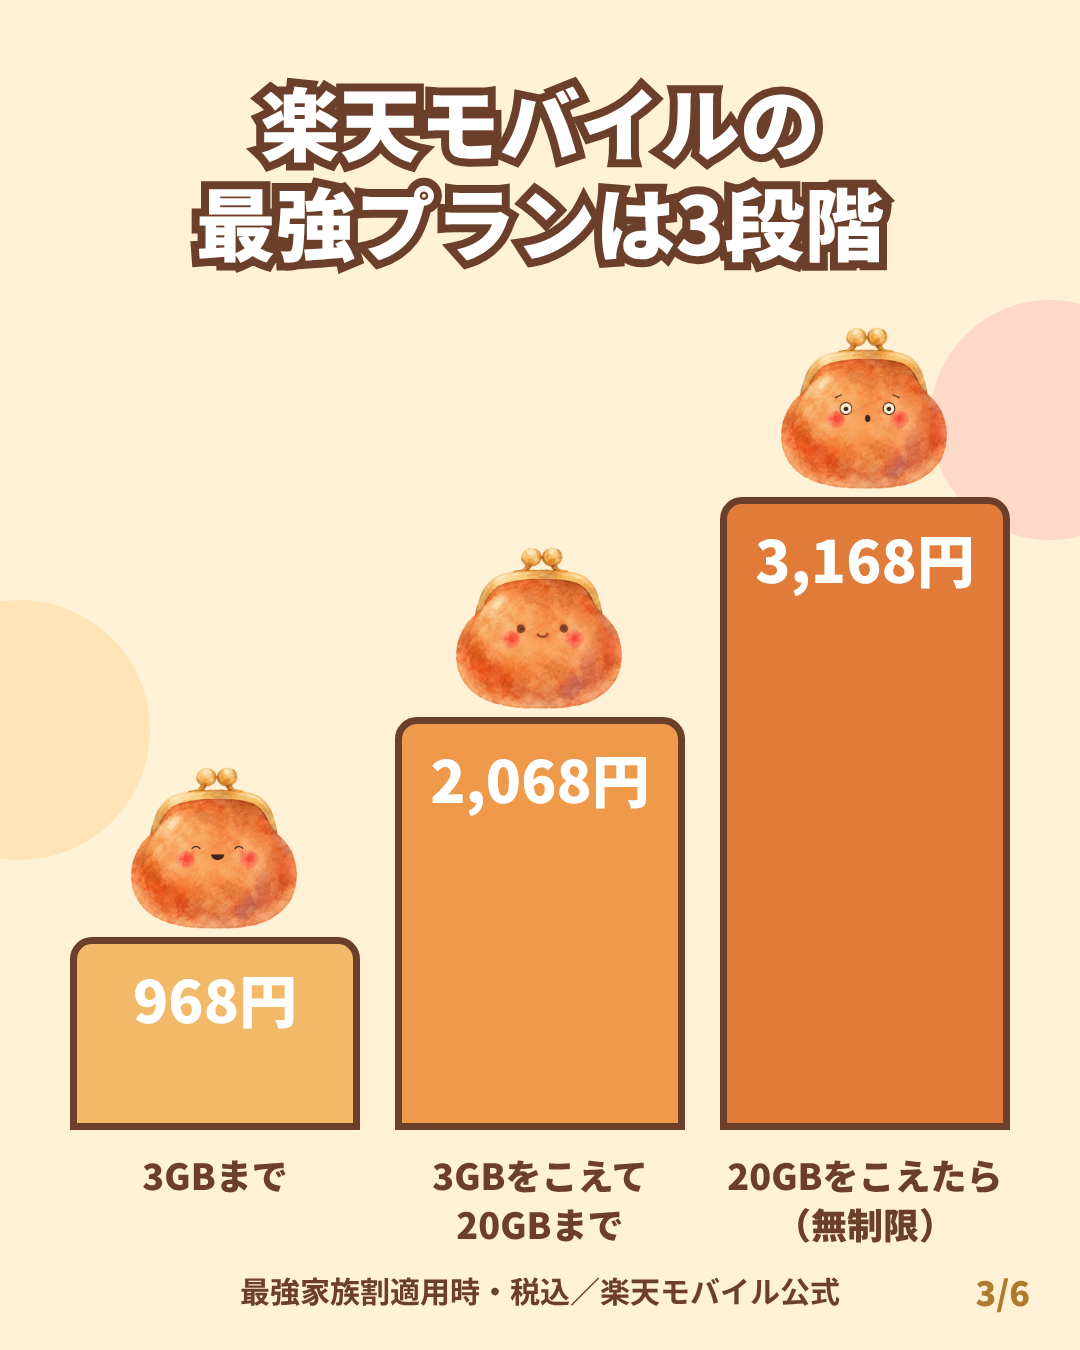 楽天モバイルの
最強プランは3段階
3,168円
2,068円
968円
3GBまで
3GBをこえて
20GBまで
20GBをこえたら
（無制限）
最強家族割適用時・税込／楽天モバイル公式
3/6